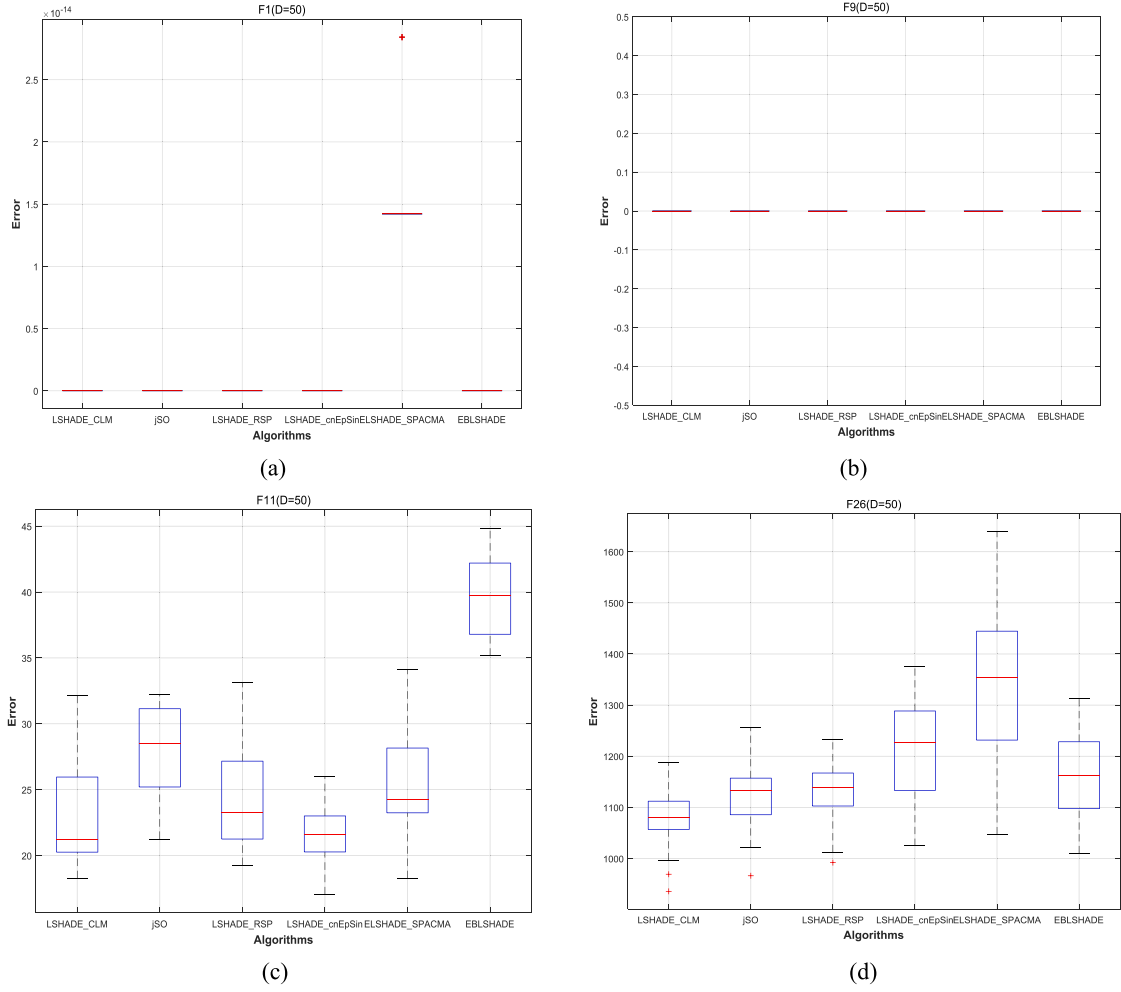 F1(D=50)
×10-14
2.5
2
1.5
1
0.5
0
Error
LSHADE_CLM jSO LSHADE_RSP LSHADE_cnEpSinELSHADE_SPACMA EBLSHADE
Algorithms
(a)
F9(D=50)
0.5
0.4
0.3
0.2
0.1
0
-0.1
-0.2
-0.3
-0.4
-0.5
Error
LSHADE_CLM jSO LSHADE_RSP LSHADE_cnEpSinELSHADE_SPACMA EBLSHADE
Algorithms
(b)
F11(D=50)
45
40
35
30
25
20
Error
LSHADE_CLM jSO LSHADE_RSP LSHADE_cnEpSinELSHADE_SPACMA EBLSHADE
Algorithms
(c)
F26(D=50)
1600
1500
1400
1300
1200
1100
1000
Error
LSHADE_CLM jSO LSHADE_RSP LSHADE_cnEpSinELSHADE_SPACMA EBLSHADE
Algorithms
(d)